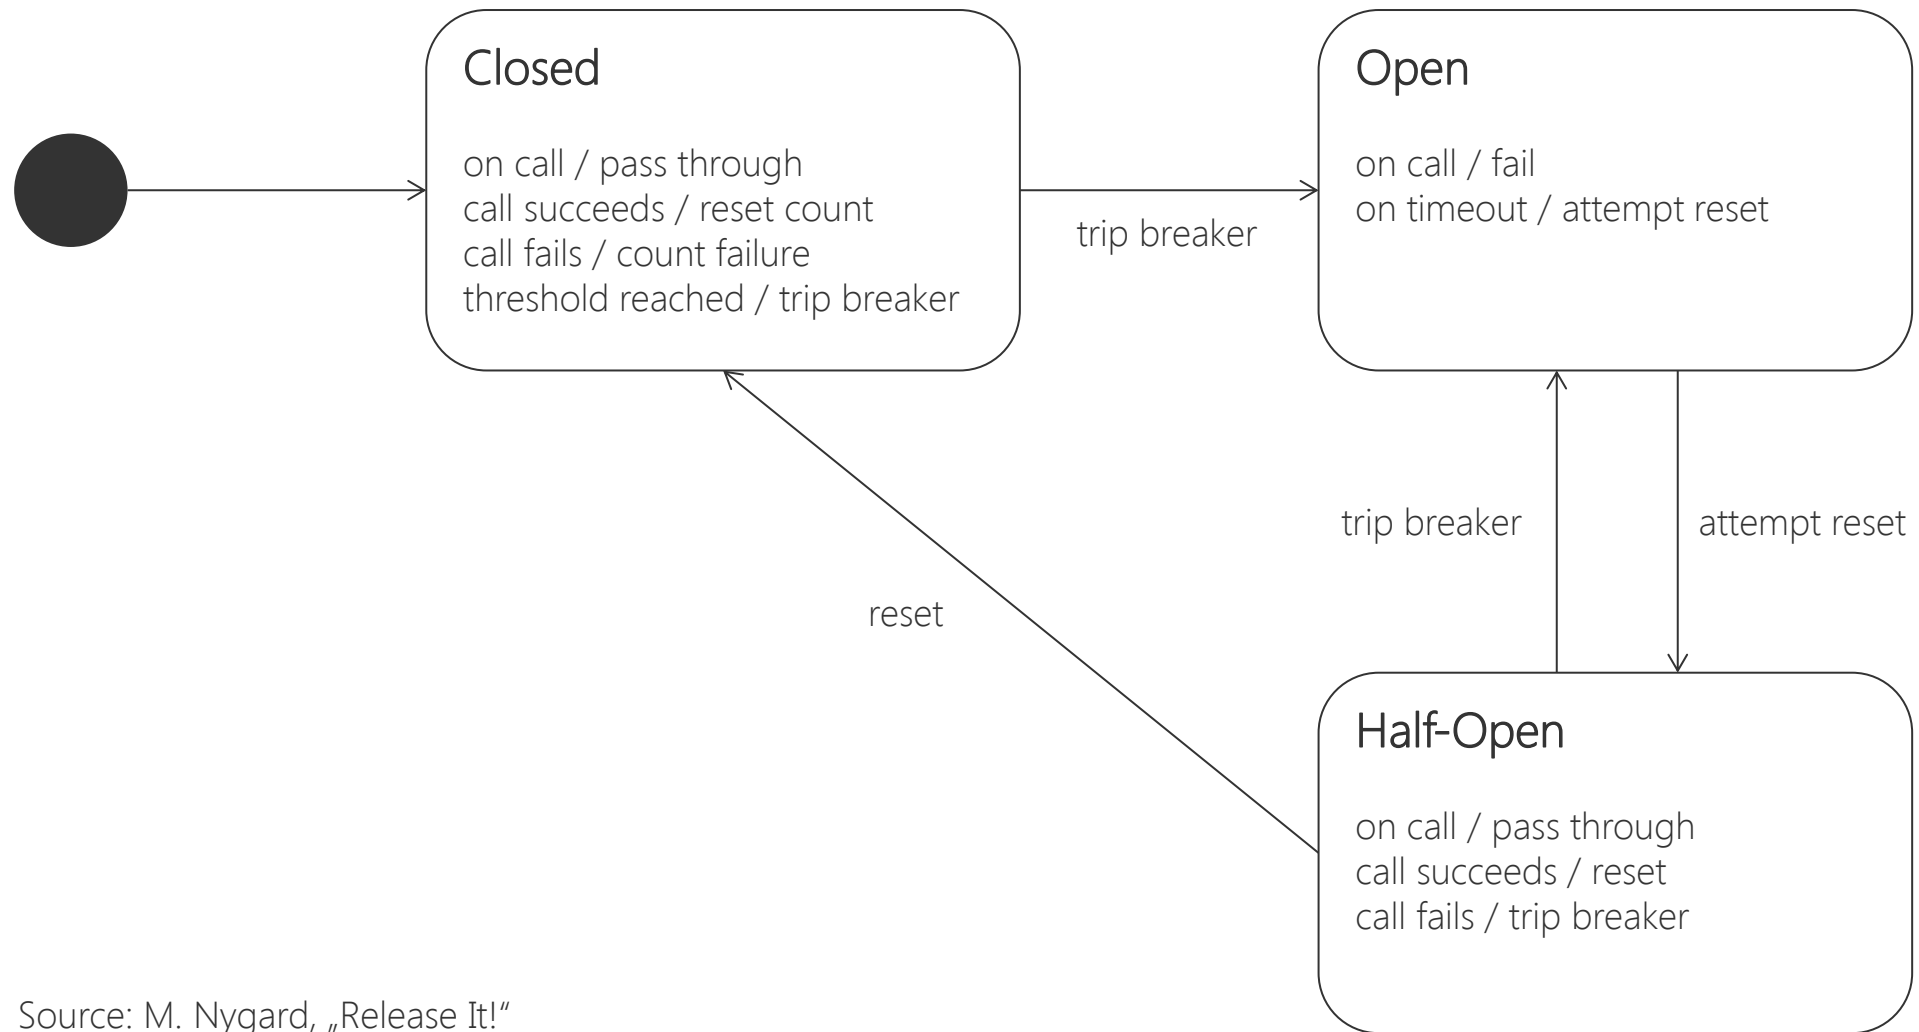 Closed
on call / pass through
call succeeds / reset count
call fails / count failure
threshold reached / trip breaker
trip breaker
Open
on call / fail
on timeout / attempt reset
trip breaker
attempt reset
reset
Half-Open
on call / pass through
call succeeds / reset
call fails / trip breaker
Source: M. Nygard, „Release It!“